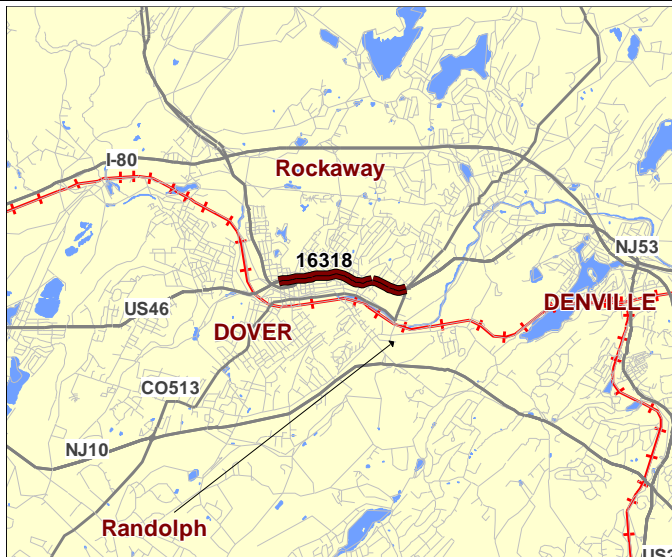 I-80
Rockaway
16318
NJ53
US46
DOVER
DENVILLE
CO513
NJ10
Randolph